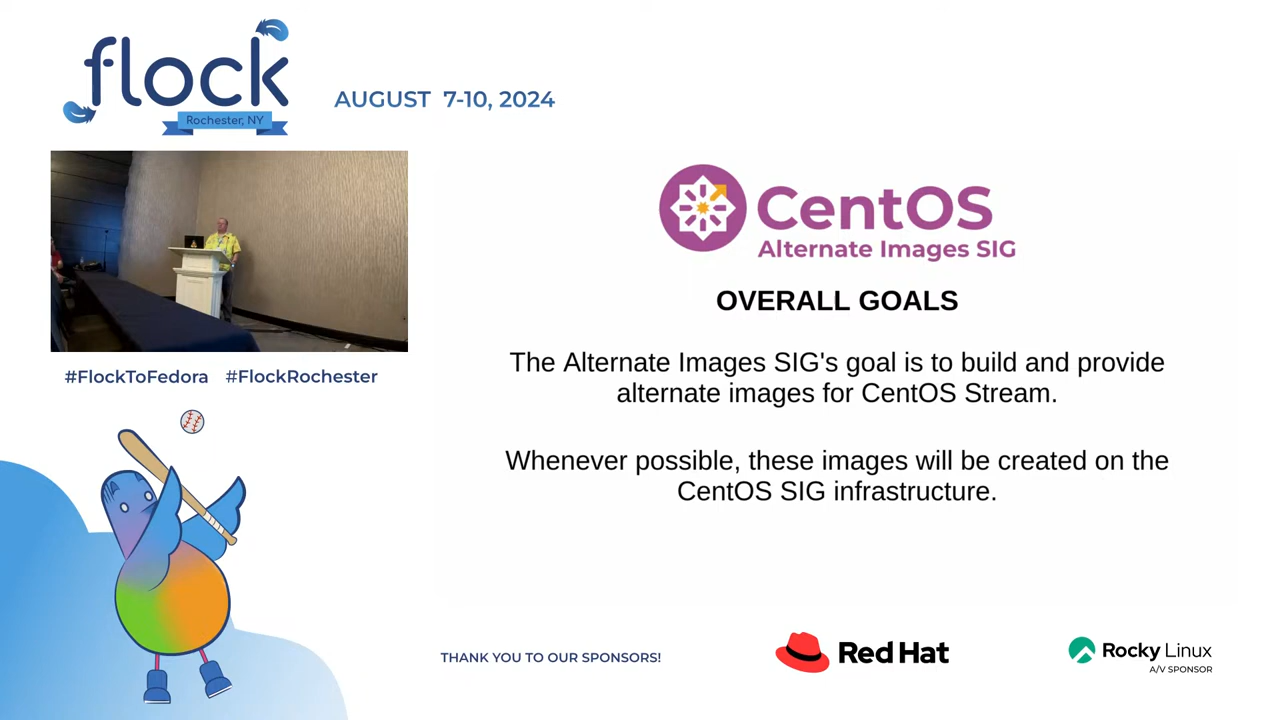 flock
Rochester, NY
AUGUST 7-10, 2024
CentOS
Alternate Images SIG
OVERALL GOALS
The Alternate Images SIG's goal is to build and provide
alternate images for CentOS Stream.
Whenever possible, these images will be created on the
CentOS SIG infrastructure.
#FlockToFedora #FlockRochester
THANK YOU TO OUR SPONSORS!
Red Hat
Rocky Linux
A/V SPONSOR